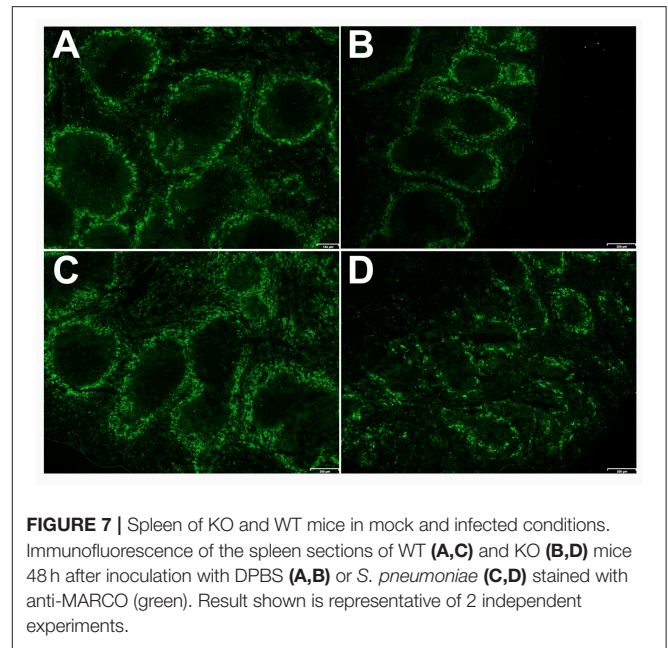 A
B
C
D
FIGURE 7 | Spleen of KO and WT mice in mock and infected conditions.
Immunofluorescence of the spleen sections of WT (A,C) and KO (B,D) mice
48 h after inoculation with DPBS (A,B) or S. pneumoniae (C,D) stained with
anti-MARCO (green). Result shown is representative of 2 independent
experiments.